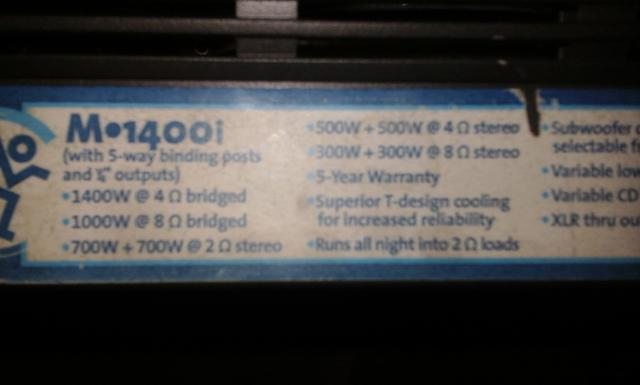 M•1400i
(with 5-way binding posts
and ¼" outputs)
•1400W @ 4 Ω bridged
•1000W @ 8 Ω bridged
•700W + 700W @ 2 Ω stereo
•500W + 500W @ 4 Ω stereo
•300W + 300W @ 8 Ω stereo
•5-Year Warranty
•Superior T-design cooling
for increased reliability
•Runs all night into 2 Ω loads
•Subwoofer
selectable
•Variable
•Variable CD
•XLR thru